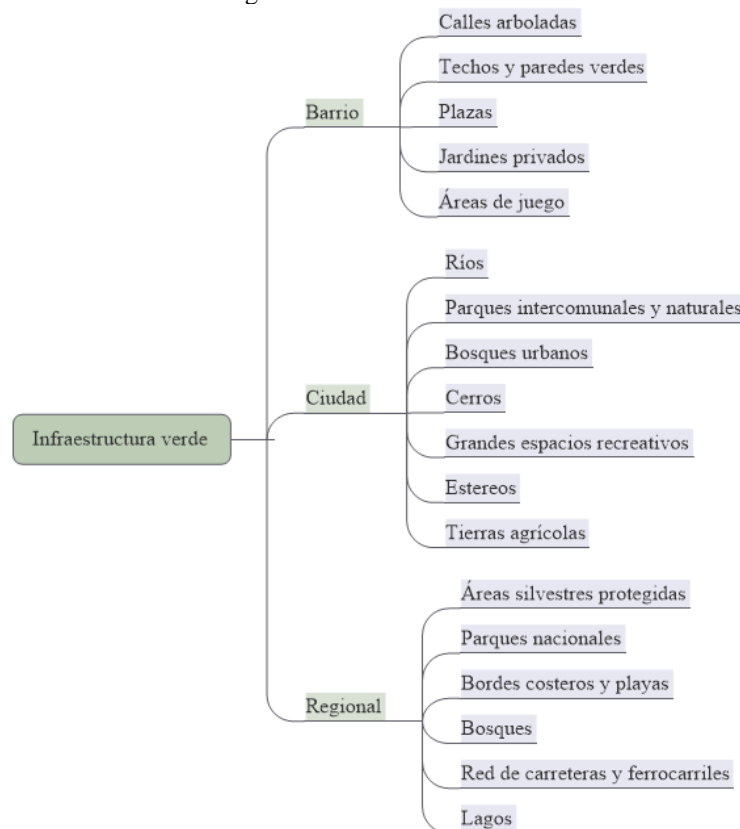 Calles arboladas
Techos y paredes verdes
Barrio
Plazas
Jardines privados
Áreas de juego
Ríos
Parques intercomunales y naturales
Bosques urbanos
Ciudad
Cerros
Grandes espacios recreativos
Infraestructura verde
Estereos
Tierras agrícolas
Áreas silvestres protegidas
Parques nacionales
Bordes costeros y playas
Regional
Bosques
Red de carreteras y ferrocarriles
Lagos